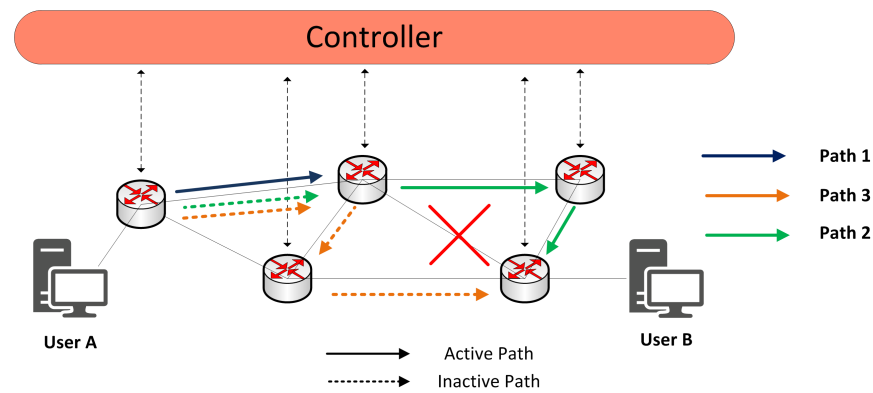 Controller
Path 1
Path 3
Path 2
User A
User B
Active Path
Inactive Path